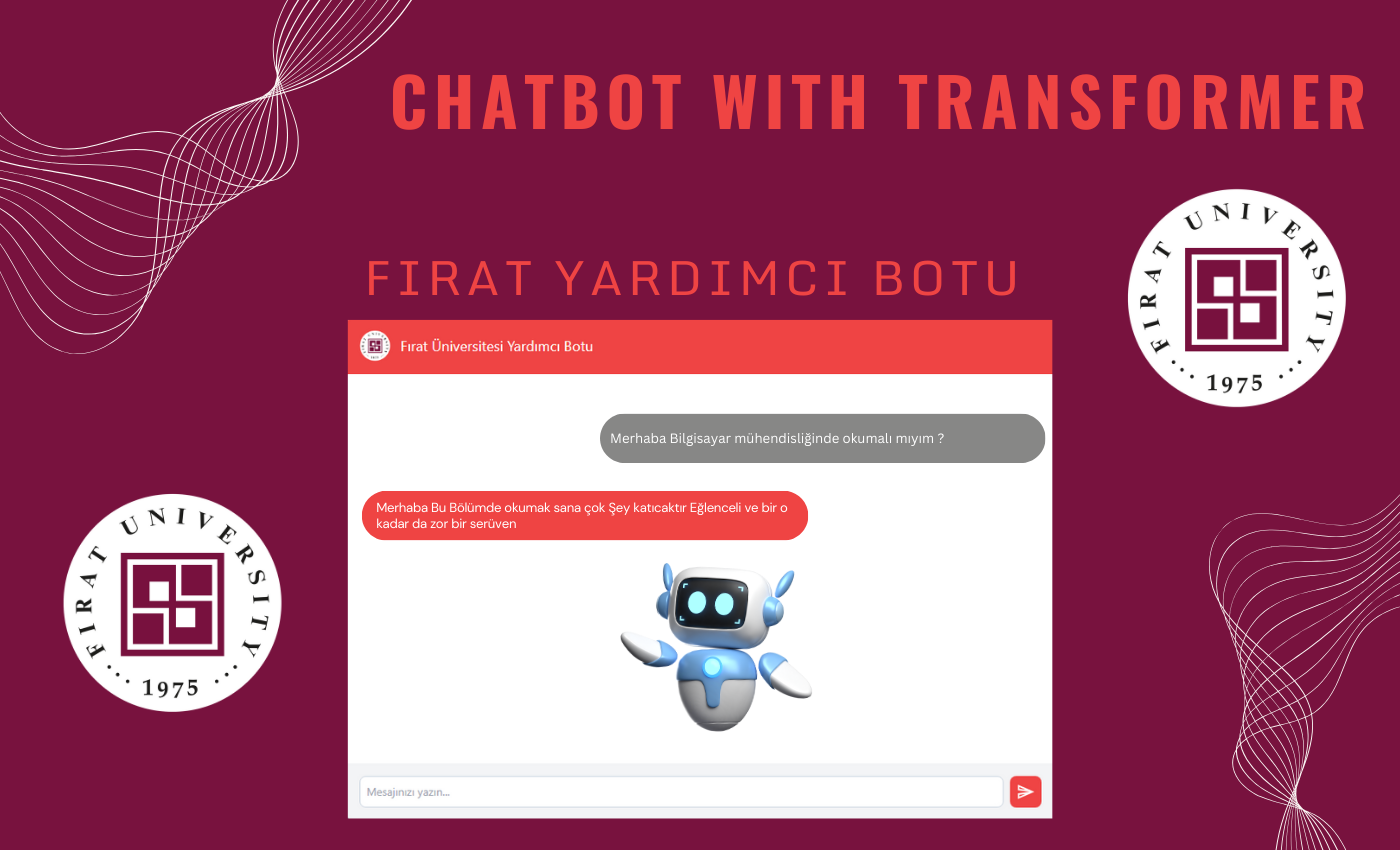 CHATBOT WITH TRANSFORMER
FIRAT UNIVERSITY
1975
FIRAT YARDIMCI BOTU
Fırat Üniversitesi Yardımcı Botu
Merhaba Bilgisayar mühendisliğinde okumalı mıyım ?
Merhaba Bu Bölümde okumak sana çok Şey katıcaktır Eğlenceli ve bir o
kadar da zor bir serüven
FIRAT UNIVERSITY
1975
Mesajınızı yazın...